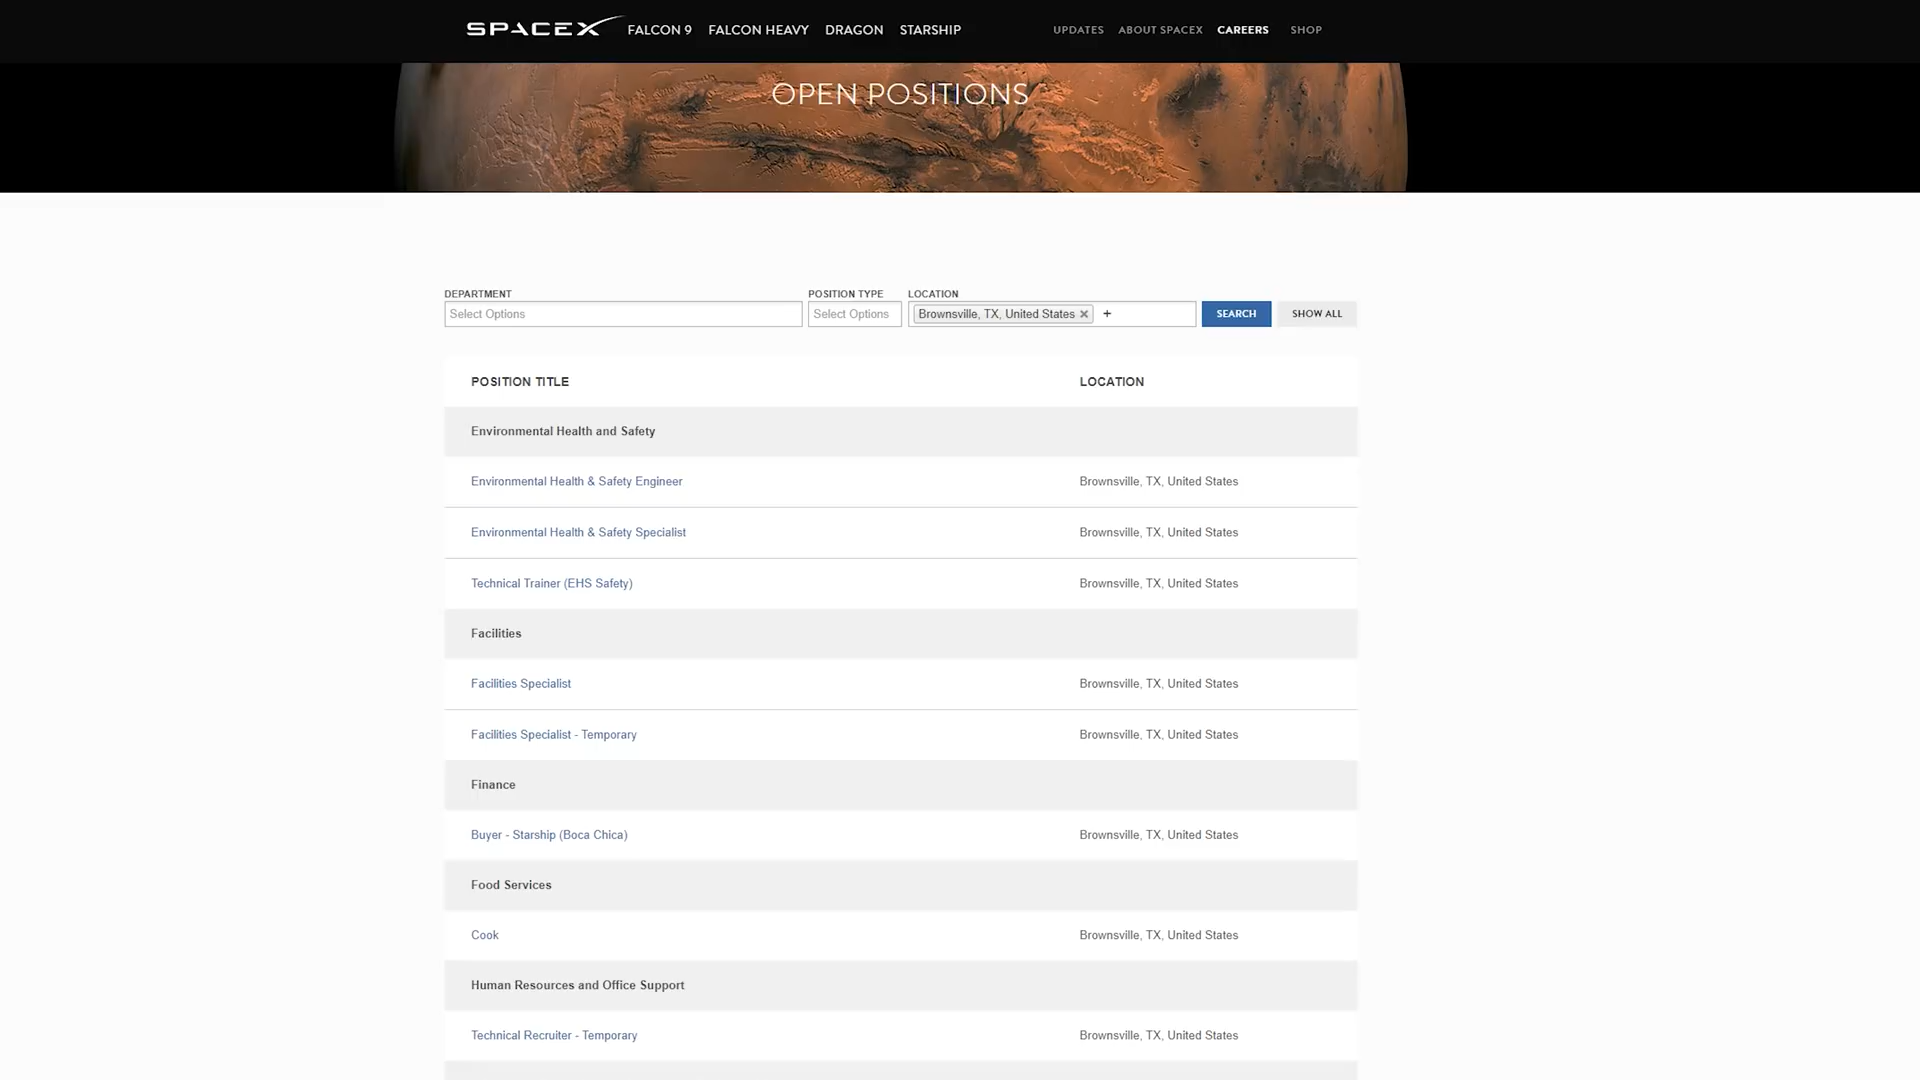 SPACEX FALCON 9 FALCON HEAVY DRAGON STARSHIP UPDATES ABOUT SPACEX CAREERS SHOP
OPEN POSITIONS
DEPARTMENT POSITION TYPE LOCATION
Select Options Select Options Brownsville, TX, United States × + SEARCH SHOW ALL
POSITION TITLE LOCATION
Environmental Health and Safety
Environmental Health & Safety Engineer Brownsville, TX, United States
Environmental Health & Safety Specialist Brownsville, TX, United States
Technical Trainer (EHS Safety) Brownsville, TX, United States
Facilities
Facilities Specialist Brownsville, TX, United States
Facilities Specialist - Temporary Brownsville, TX, United States
Finance
Buyer - Starship (Boca Chica) Brownsville, TX, United States
Food Services
Cook Brownsville, TX, United States
Human Resources and Office Support
Technical Recruiter - Temporary Brownsville, TX, United States